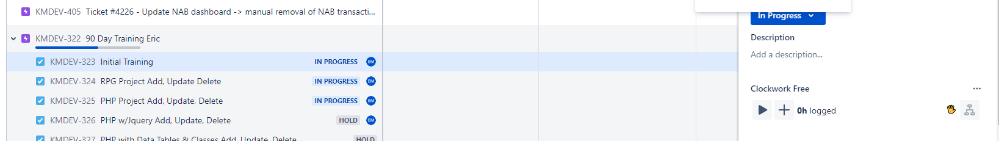 KMDEV-405 Ticket #4226 - Update NAB dashboard -> manual removal of NAB transacti...
KMDEV-322 90 Day Training Eric
KMDEV-323 Initial Training IN PROGRESS EM
KMDEV-324 RPG Project Add, Update Delete IN PROGRESS EM
KMDEV-325 PHP Project Add, Update, Delete IN PROGRESS EM
KMDEV-326 PHP w/Jquery Add, Update, Delete HOLD EM
KMDEV-327 PHP with Data Tables & Classes Add, Update, Delete HOLD
In Progress
Description
Add a description...
Clockwork Free
0h logged